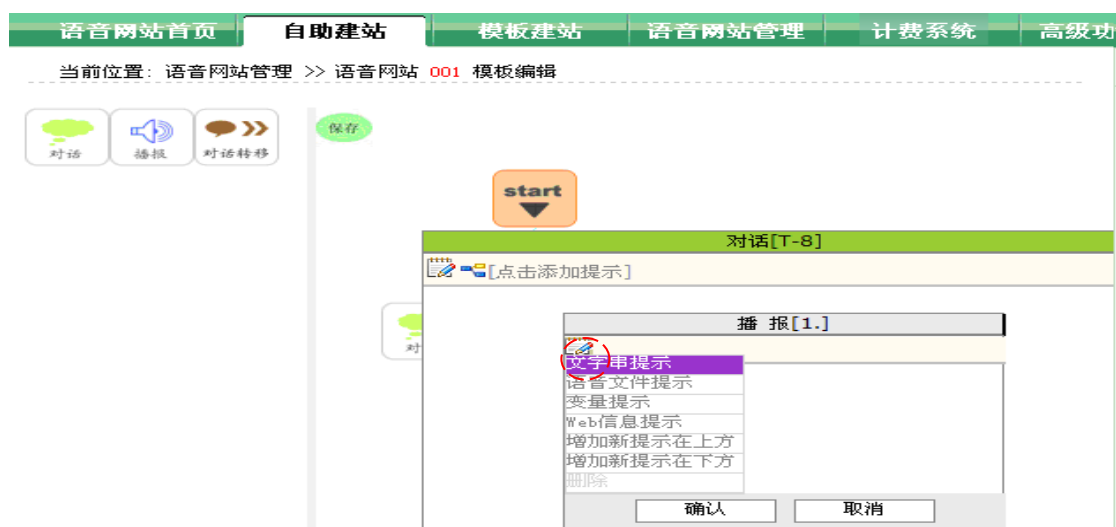 语音网站首页 自助建站 模板建站 语音网站管理 计费系统 高级功
当前位置: 语音网站管理 >> 语音网站 001 模板编辑
对话 播报 对话转移 保存
start
对话[T-8]
[点击添加提示]
播 报[1.]
对
文字串提示
语音文件提示
变量提示
Web信息提示
增加新提示在上方
增加新提示在下方
删除
确认 取消